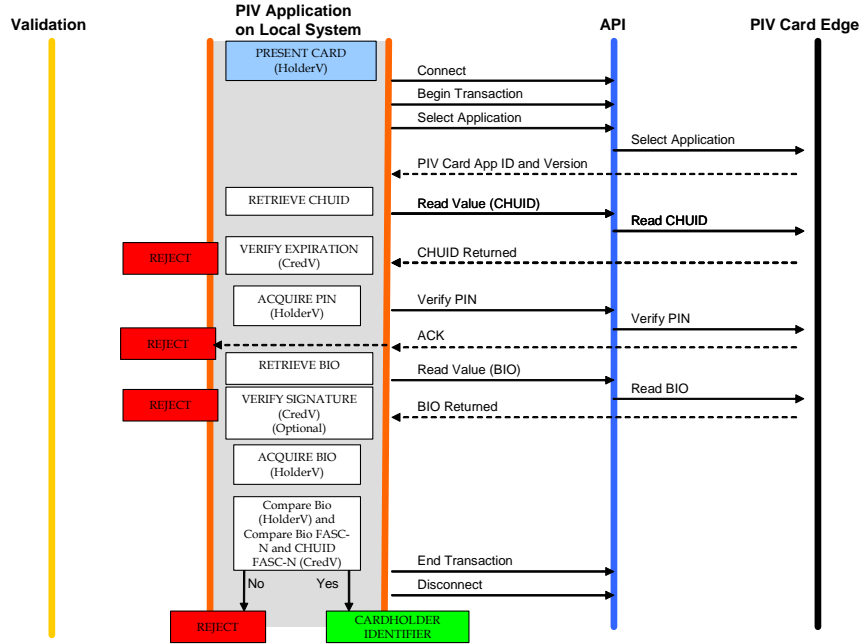 Validation
PIV Application
on Local System
API
PIV Card Edge
PRESENT CARD
(HolderV)
Connect
Begin Transaction
Select Application
Select Application
PIV Card App ID and Version
RETRIEVE CHUID
Read Value (CHUID)
Read CHUID
REJECT
VERIFY EXPIRATION
(CredV)
CHUID Returned
ACQUIRE PIN
(HolderV)
Verify PIN
Verify PIN
REJECT
ACK
RETRIEVE BIO
Read Value (BIO)
Read BIO
REJECT
VERIFY SIGNATURE
(CredV)
(Optional)
BIO Returned
ACQUIRE BIO
(HolderV)
Compare Bio
(HolderV) and
Compare Bio FASC-
N and CHUID
FASC-N (CredV)
End Transaction
No
Yes
Disconnect
REJECT
CARDHOLDER
IDENTIFIER